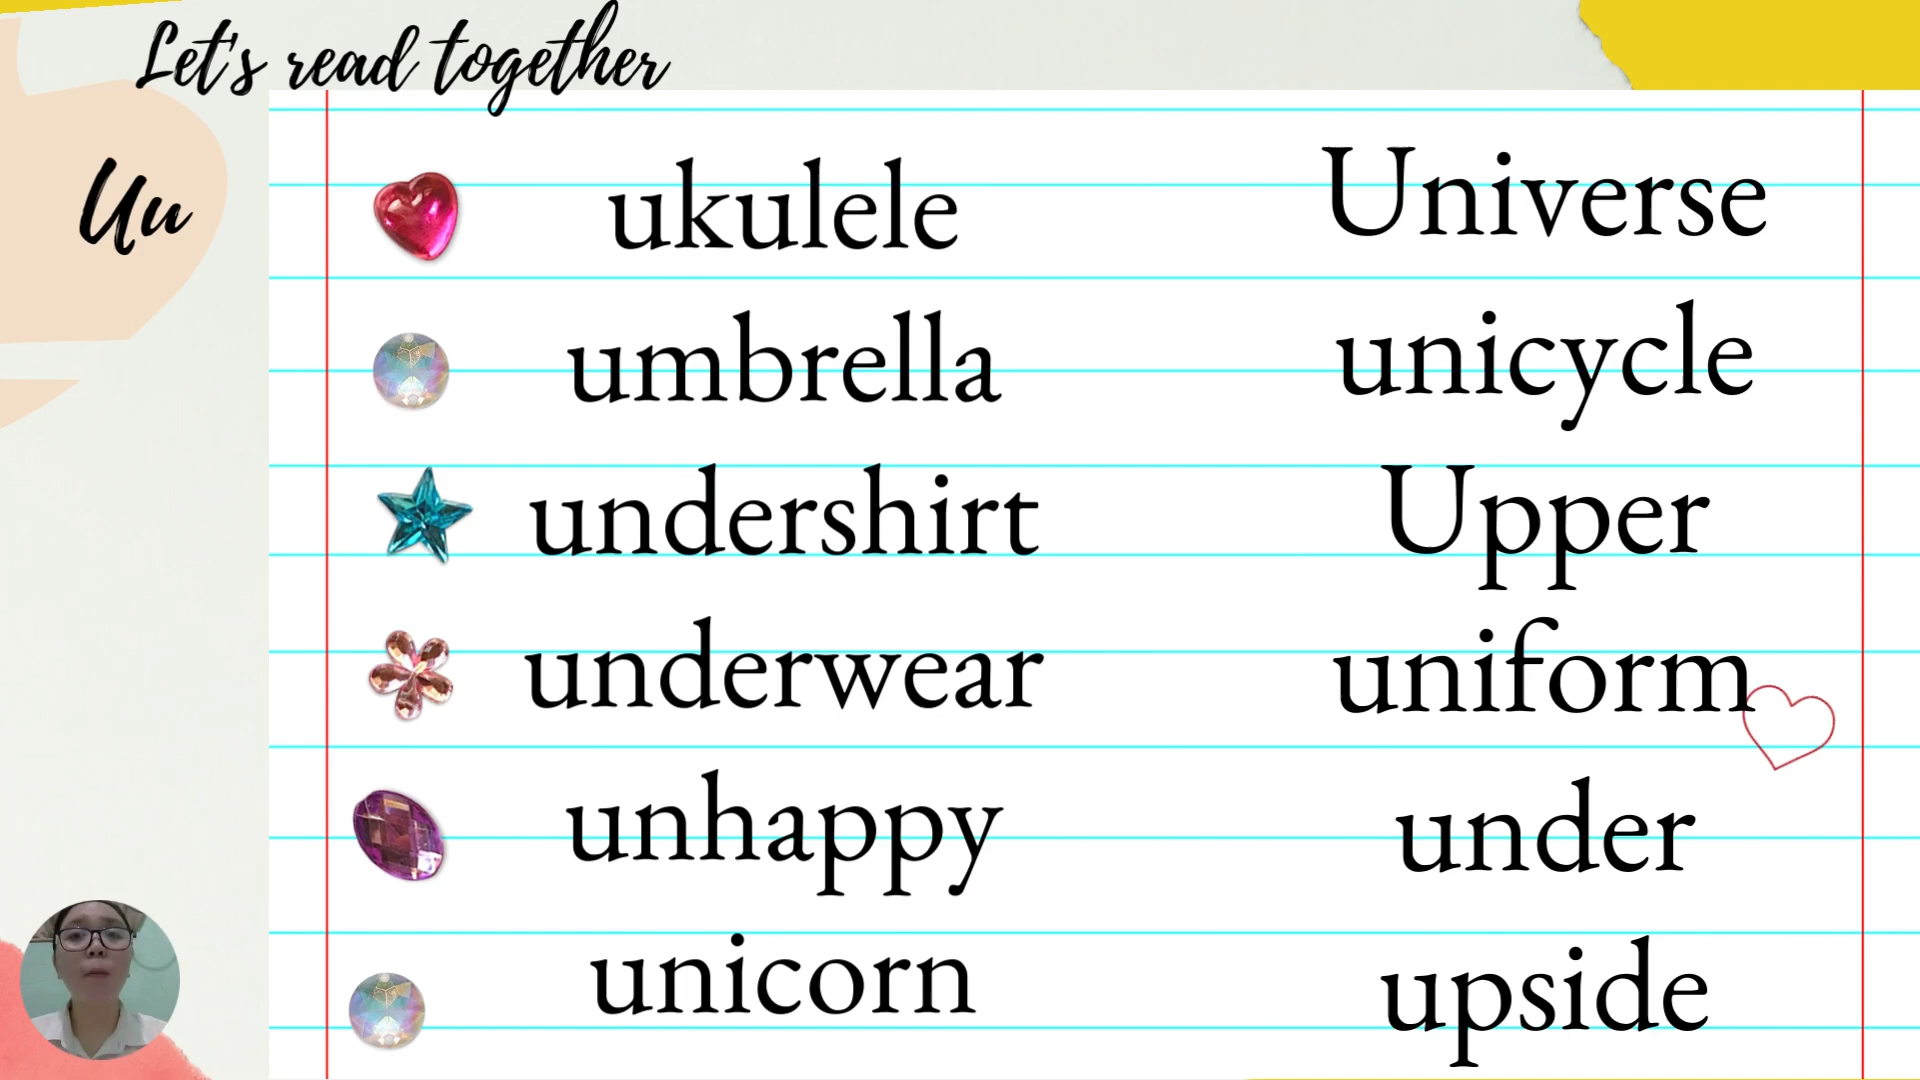 Let's read together
Uu
ukulele
umbrella
undershirt
underwear
unhappy
unicorn
Universe
unicycle
Upper
uniform
under
upside